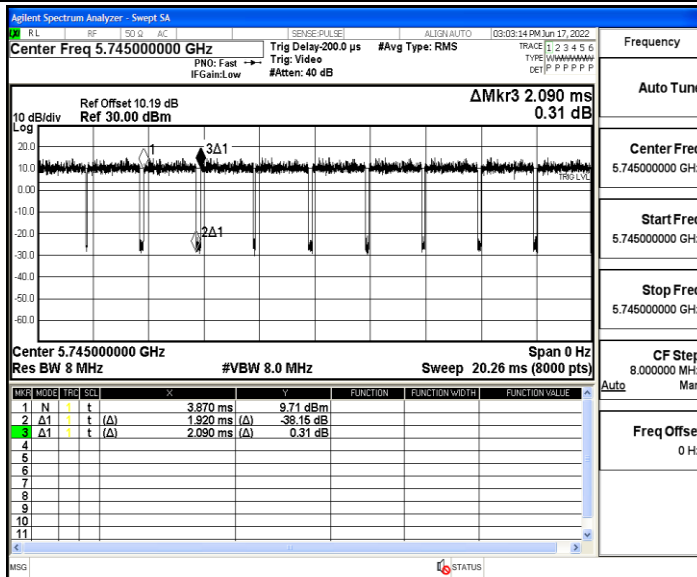 Agilent Spectrum Analyzer - Swept SA
LXI RL RF 50 Ω AC SENSE:PULSE ALIGN AUTO 03:03:14 PM Jun 17, 2022
Center Freq 5.745000000 GHz
PNO: Fast
IFGain:Low
Trig Delay-200.0 µs
Trig: Video
#Atten: 40 dB
#Avg Type: RMS
TRACE 1 2 3 4 5 6
TYPE WWWWWW
DET P P P P P P
ΔMkr3 2.090 ms
0.31 dB
Ref Offset 10.19 dB
10 dB/div Ref 30.00 dBm
Log
20.0
10.0
0.00
-10.0
-20.0
-30.0
-40.0
-50.0
-60.0
1
3Δ1
2Δ1
TRIG LVL
Center 5.745000000 GHz Span 0 Hz
Res BW 8 MHz #VBW 8.0 MHz Sweep 20.26 ms (8000 pts)
MKR MODE TRC SCL X Y FUNCTION FUNCTION WIDTH FUNCTION VALUE
1 N 1 t 3.870 ms 9.71 dBm
2 Δ1 1 t (Δ) 1.920 ms (Δ) -38.15 dB
3 Δ1 1 t (Δ) 2.090 ms (Δ) 0.31 dB
4
5
6
7
8
9
10
11
MSG STATUS
Frequency
Auto Tun
Center Freq
5.745000000 GHz
Start Freq
5.745000000 GHz
Stop Freq
5.745000000 GHz
CF Step
8.000000 MHz
Auto Man
Freq Offset
0 Hz